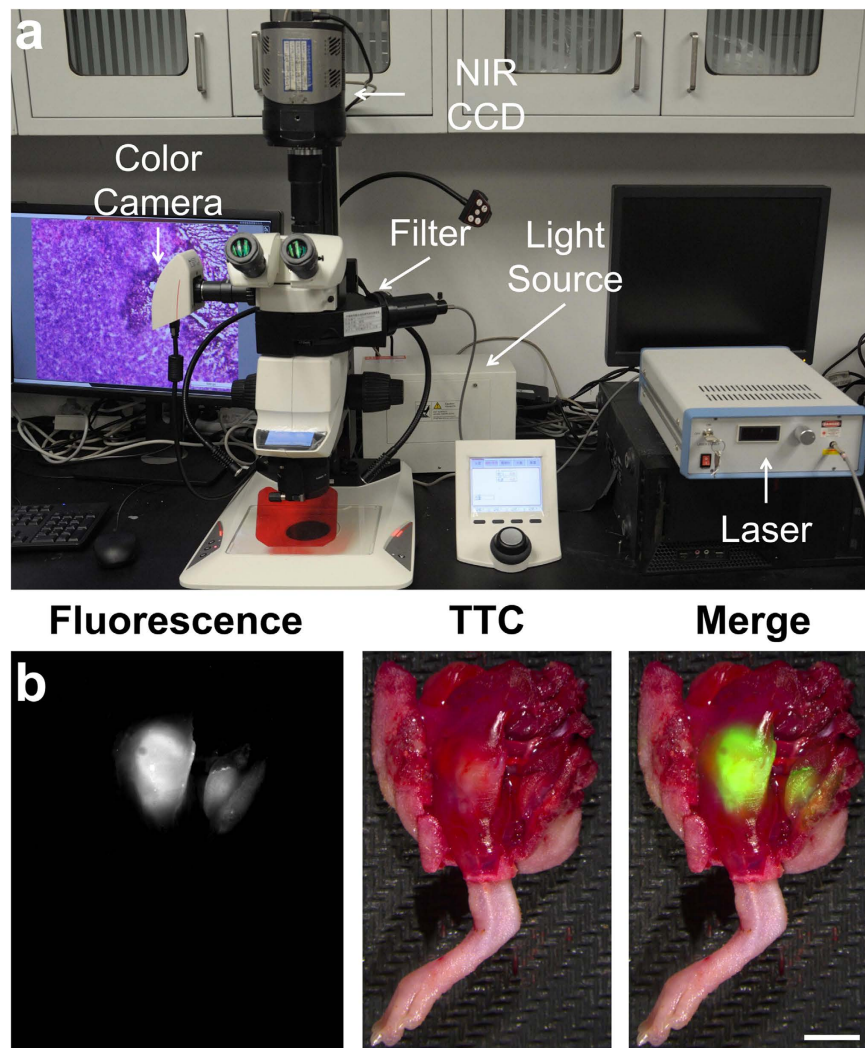 a
NIR
CCD
Color
Camera
Filter
Light
Source
Laser
Fluorescence
TTC
Merge
b